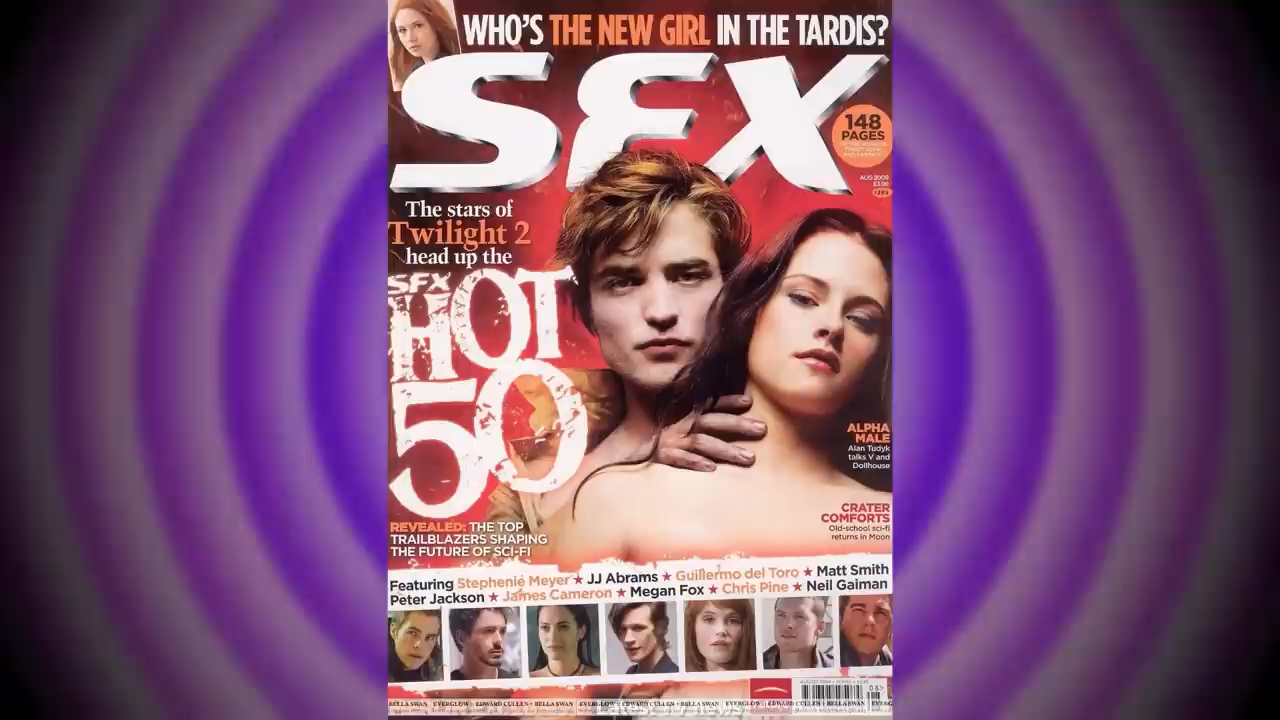 WHO'S THE NEW GIRL IN THE TARDIS?
SFX
148
PAGES
AUG 2009
£3.99
The stars of
Twilight 2
head up the
SFX
HOT
50
REVEALED: THE TOP
TRAILBLAZERS SHAPING
THE FUTURE OF SCI-FI
ALPHA
MALE
Alan Tudyk
talks V and
Dollhouse
CRATER
COMFORTS
Old-school sci-fi
returns in Moon
Featuring Stephenie Meyer ★ JJ Abrams ★ Guillermo del Toro ★ Matt Smith
Peter Jackson ★ James Cameron ★ Megan Fox ★ Chris Pine ★ Neil Gaiman
08
BELLA SWAN EVERGLOW :: EDWARD CULLEN + BELLA SWAN EVERGLOW :: EDWARD CULLEN + BELLA SWAN EVERGLOW :: EDWARD CULLEN + BELLA SWAN EVERG